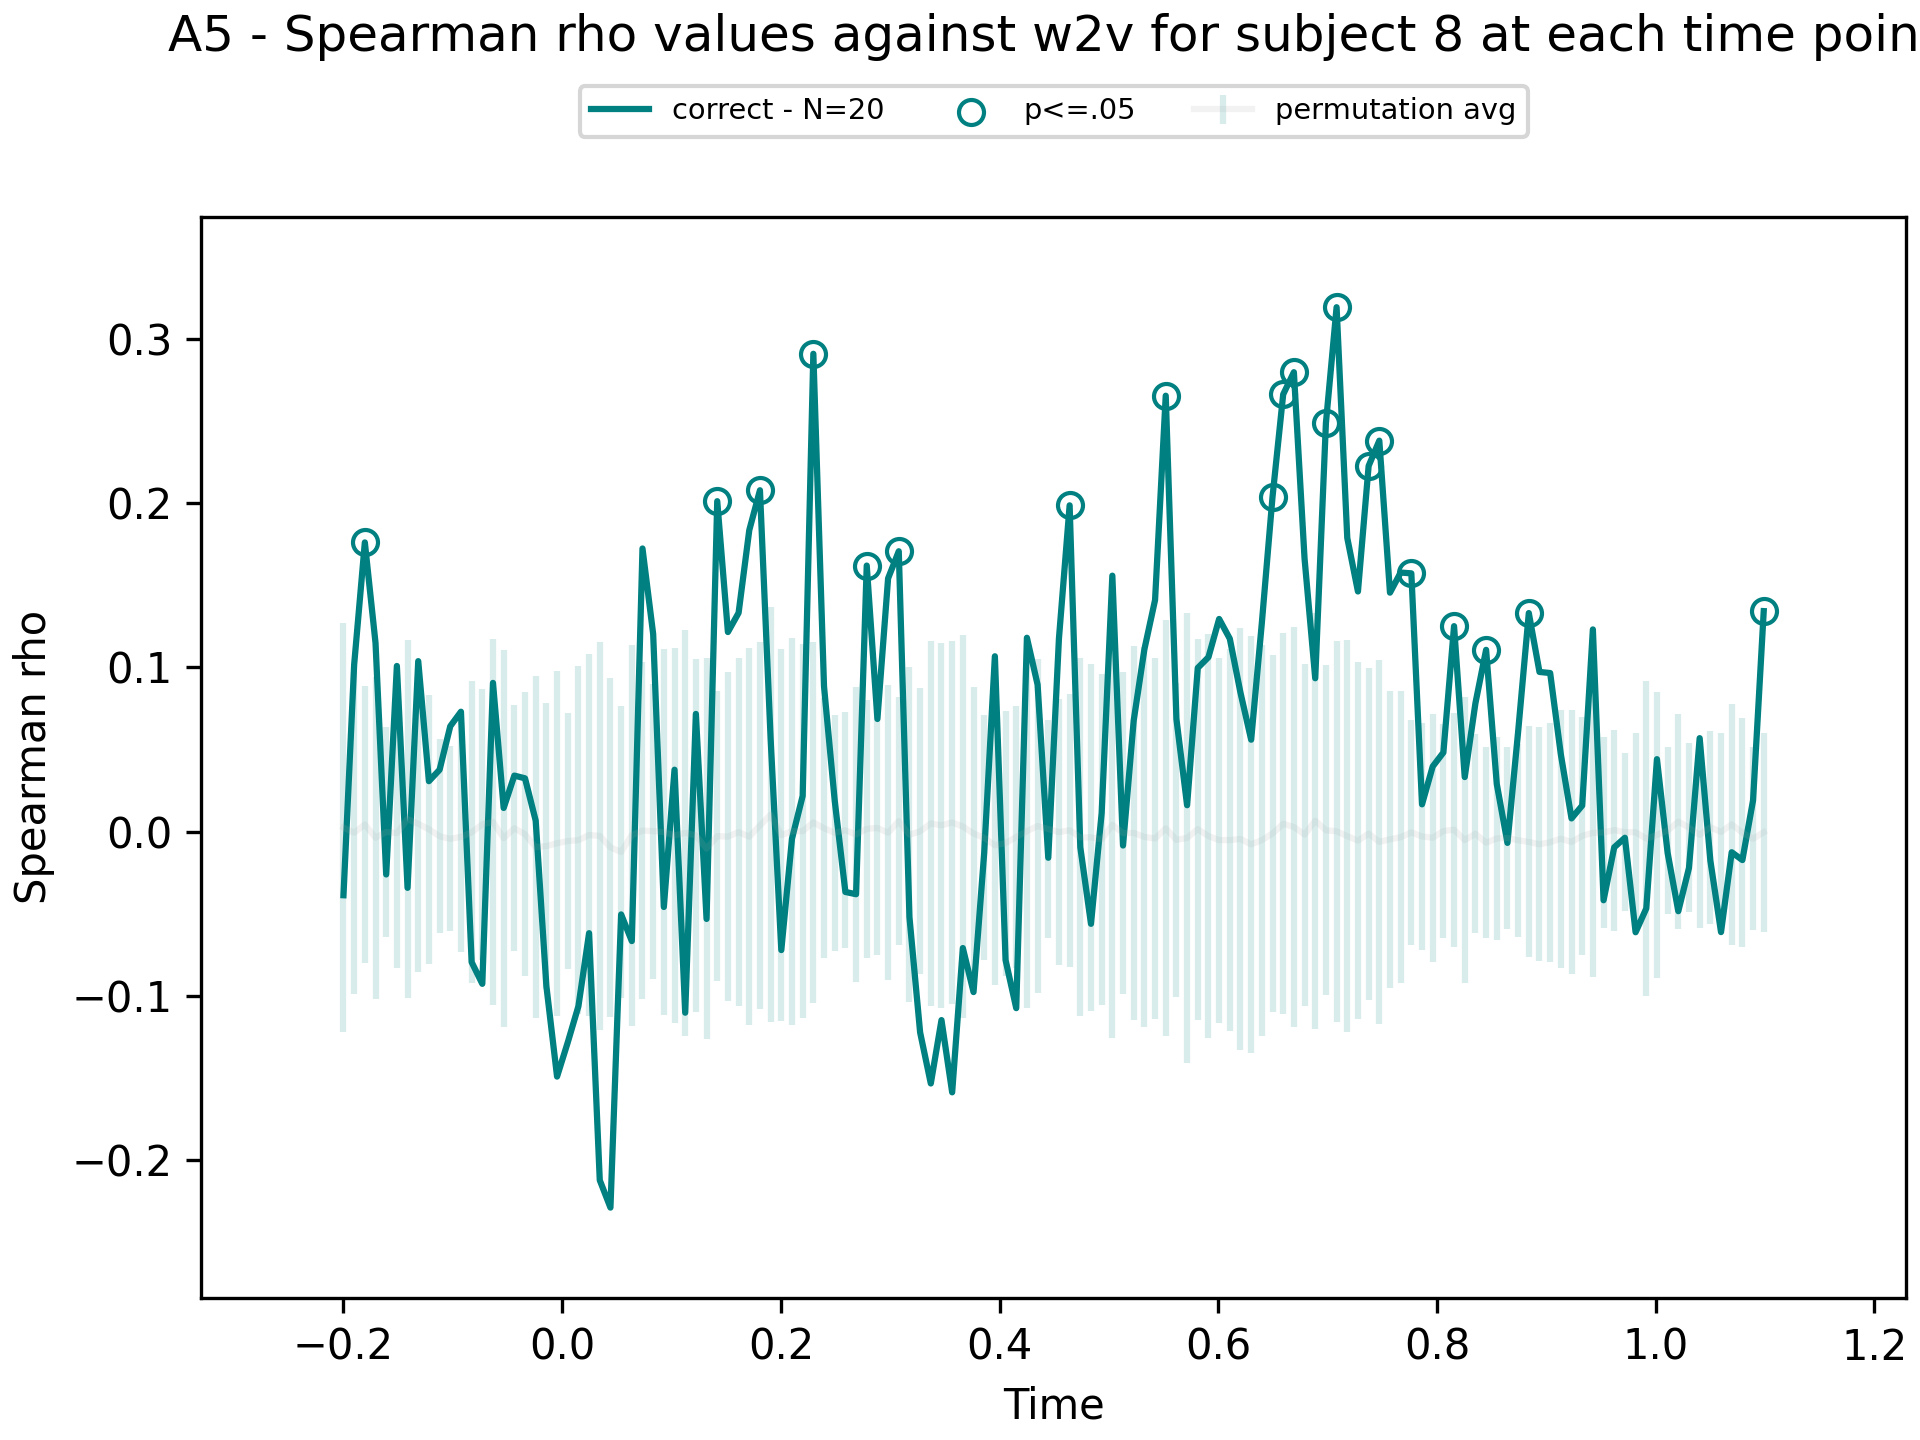 A5 - Spearman rho values against w2v for subject 8 at each time poin
correct - N=20
p<=.05
permutation avg
Spearman rho
0.3
0.2
0.1
0.0
−0.1
−0.2
−0.2 0.0 0.2 0.4 0.6 0.8 1.0 1.2
Time